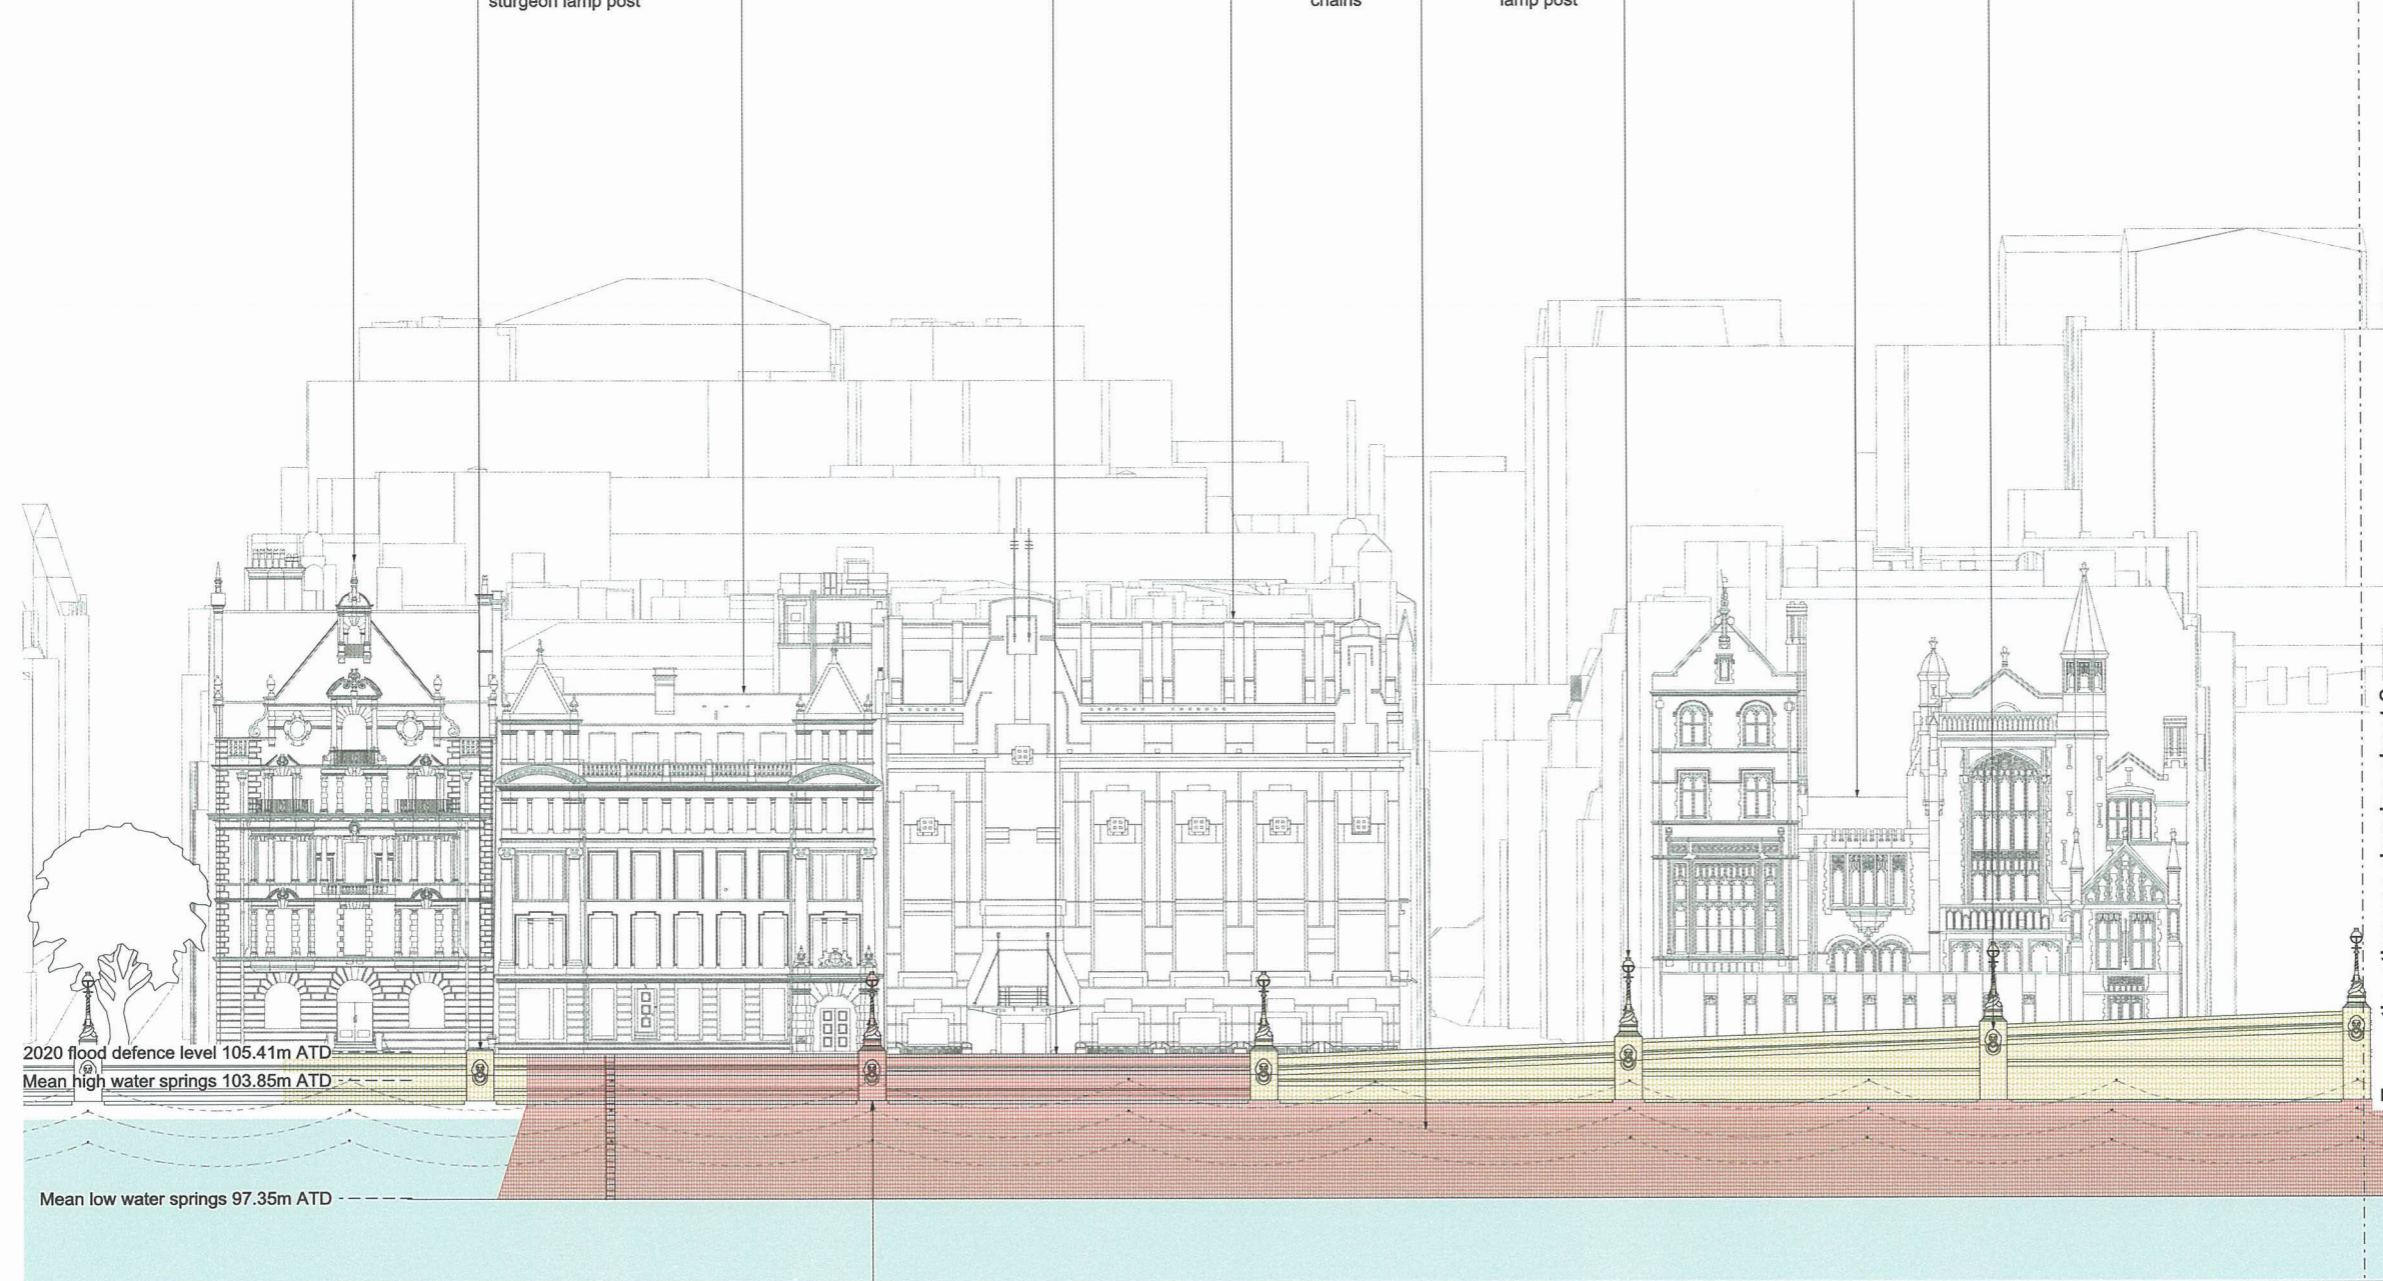 sturgeon lamp post
chains
lamp post
2020 flood defence level 105.41m ATD
Mean high water springs 103.85m ATD
Mean low water springs 97.35m ATD